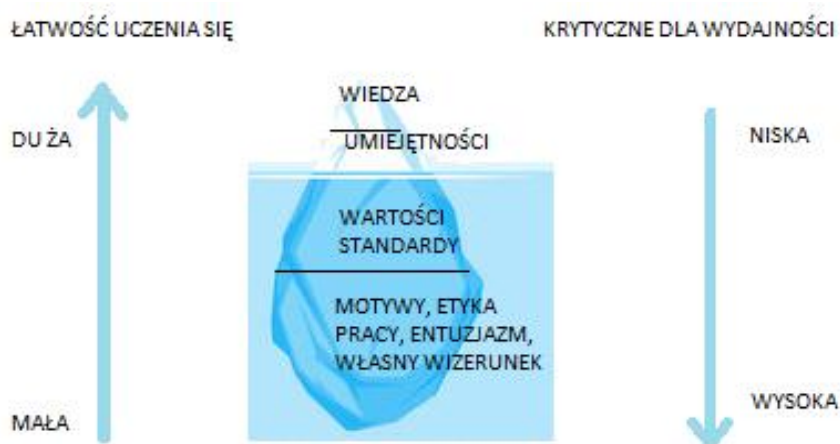 ŁATWOŚĆ UCZENIA SIĘ
KRYTYCZNE DLA WYDAJNOŚCI
WIEDZA
DU ŻA
UMIEJĘTNOŚCI
NISKA
WARTOŚCI
STANDARDY
MOTYWY, ETYKA
PRACY, ENTUZJAZM,
WŁASNY WIZERUNEK
MAŁA
WYSOKA